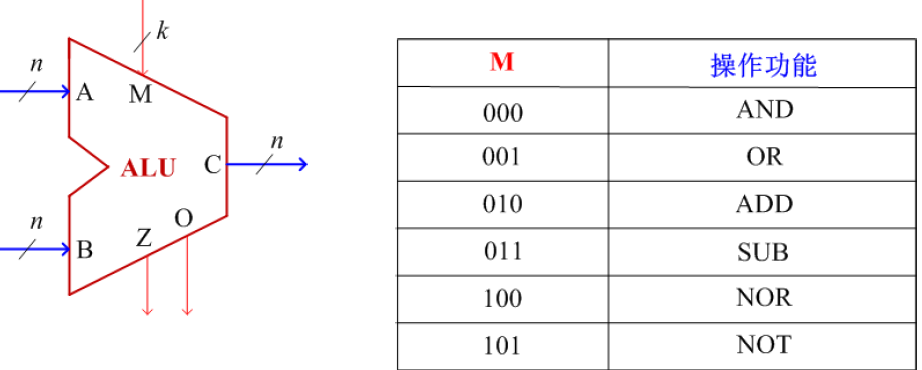 k
n
A
M
ALU
C
n
n
B
Z
O
M 操作功能
000 AND
001 OR
010 ADD
011 SUB
100 NOR
101 NOT